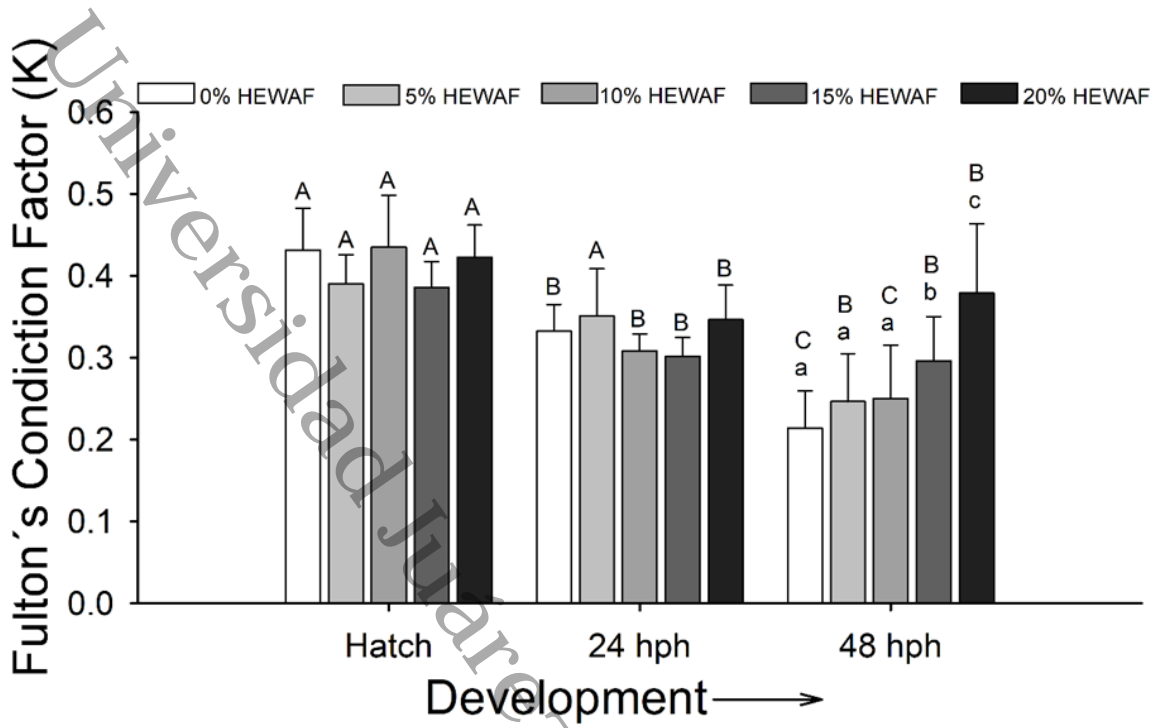 Fulton´s Condiction Factor (K)
0% HEWAF 5% HEWAF 10% HEWAF 15% HEWAF 20% HEWAF
0.6
0.5
0.4
0.3
0.2
0.1
0.0
A A A A A
B A B B B
C a
B a
C a
B b
B c
Hatch 24 hph 48 hph
Development
Universidad Juáre